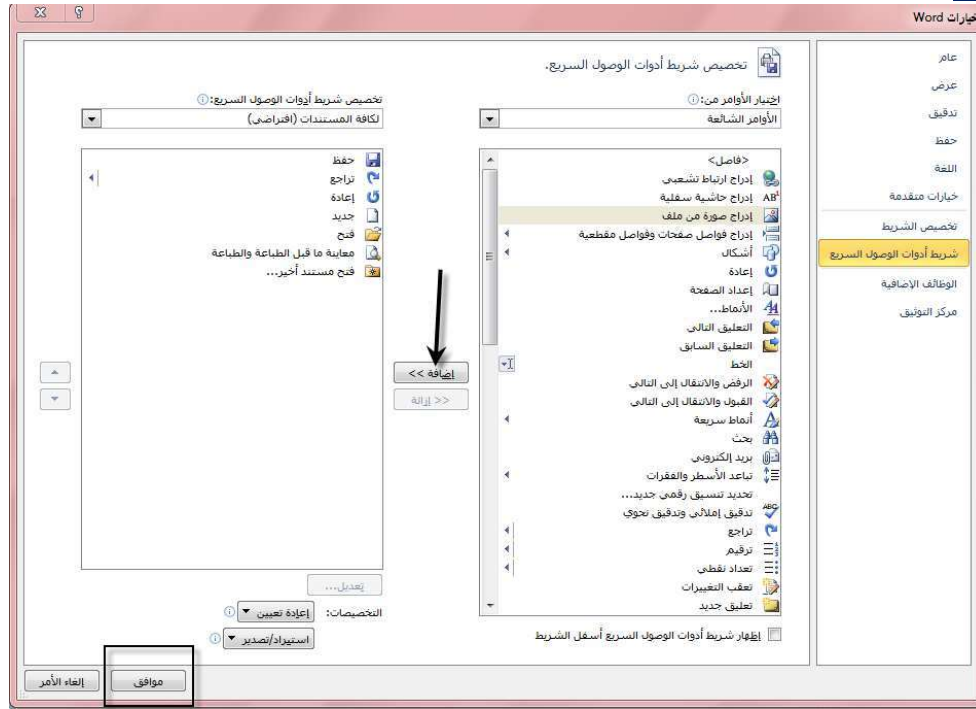 خيارات Word
عام
عرض
تدقيق
حفظ
اللغة
خيارات متقدمة
تخصيص الشريط
شريط أدوات الوصول السريع
الوظائف الإضافية
مركز التوثيق
تخصيص شريط أدوات الوصول السريع.
اختيار الأوامر من:
الأوامر الشائعة
<فاصل>
إدراج ارتباط تشعبي
إدراج حاشية سفلية
إدراج صورة من ملف
إدراج فواصل صفحات وفواصل مقطعية
أشكال
إعادة
إعداد الصفحة
الأنماط...
التعليق التالي
التعليق السابق
الخط
الرفض والانتقال إلى التالي
القبول والانتقال إلى التالي
أنماط سريعة
بحث
بريد إلكتروني
تباعد الأسطر والفقرات
تحديد تنسيق رقمي جديد...
تدقيق إملائي وتدقيق نحوي
تراجع
ترقيم
تعداد نقطي
تعقب التغييرات
تعليق جديد
إظهار شريط أدوات الوصول السريع أسفل الشريط
إضافة >>
<< إزالة
تخصيص شريط أدوات الوصول السريع:
لكافة المستندات (افتراضي)
حفظ
تراجع
إعادة
جديد
فتح
معاينة ما قبل الطباعة والطباعة
فتح مستند أخير...
تعديل...
التخصيصات: إعادة تعيين
استيراد/تصدير
موافق
إلغاء الأمر